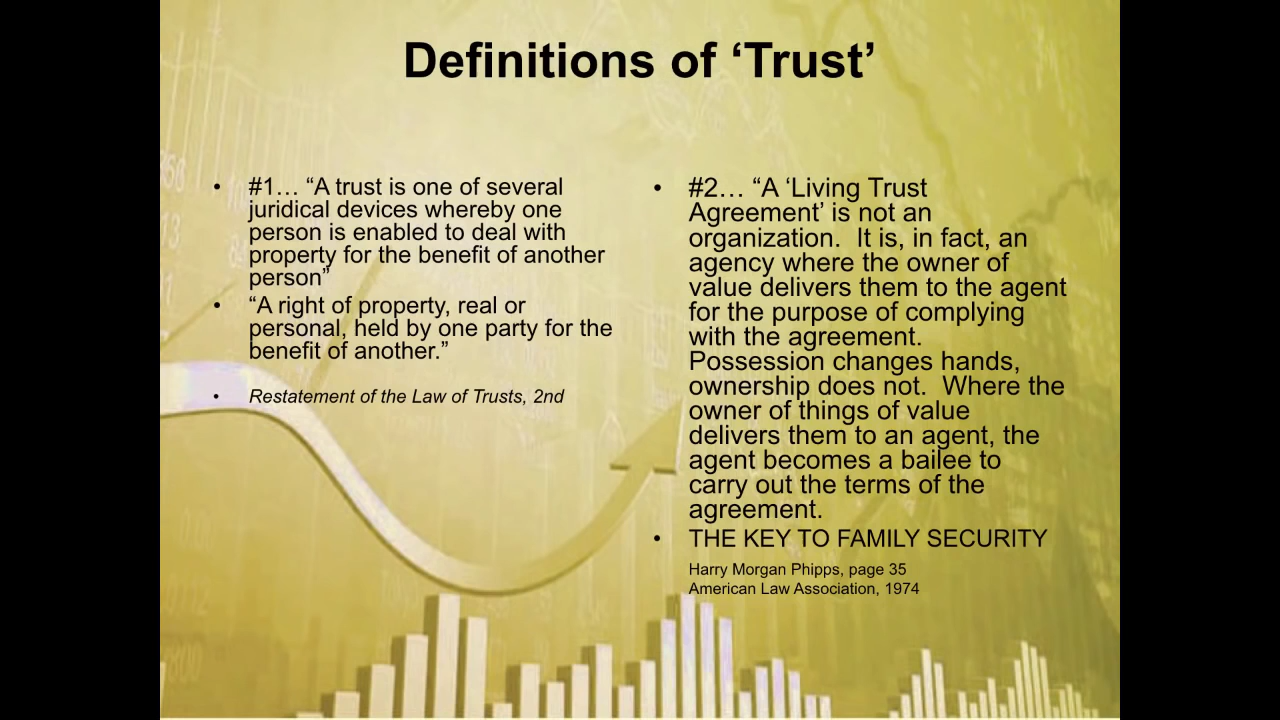 Definitions of ‘Trust’
• #1… “A trust is one of several
juridical devices whereby one
person is enabled to deal with
property for the benefit of another
person”
• “A right of property, real or
personal, held by one party for the
benefit of another.”
• Restatement of the Law of Trusts, 2nd
• #2… “A ‘Living Trust
Agreement’ is not an
organization.  It is, in fact, an
agency where the owner of
value delivers them to the agent
for the purpose of complying
with the agreement.
Possession changes hands,
ownership does not.  Where the
owner of things of value
delivers them to an agent, the
agent becomes a bailee to
carry out the terms of the
agreement.
• THE KEY TO FAMILY SECURITY
Harry Morgan Phipps, page 35
American Law Association, 1974